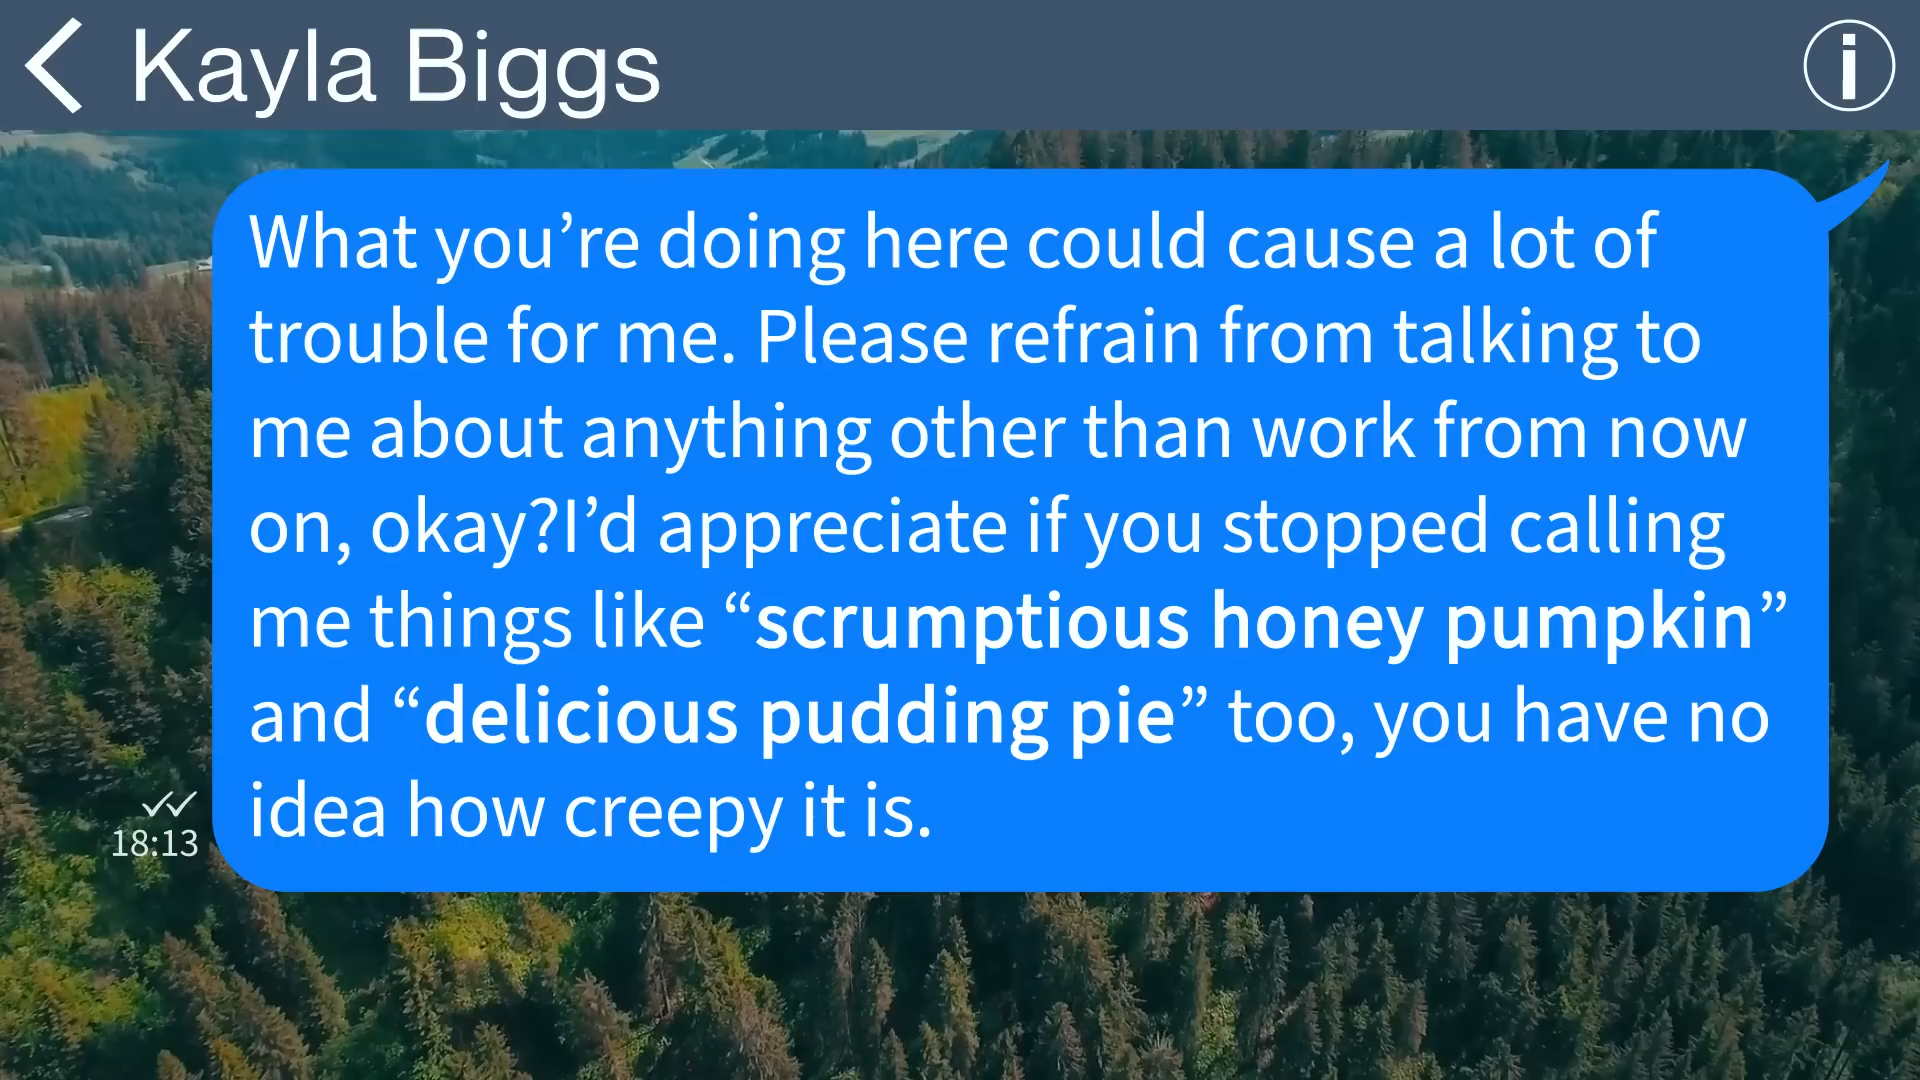 Kayla Biggs
What you’re doing here could cause a lot of
trouble for me. Please refrain from talking to
me about anything other than work from now
on, okay?I’d appreciate if you stopped calling
me things like “scrumptious honey pumpkin”
and “delicious pudding pie” too, you have no
idea how creepy it is.
18:13